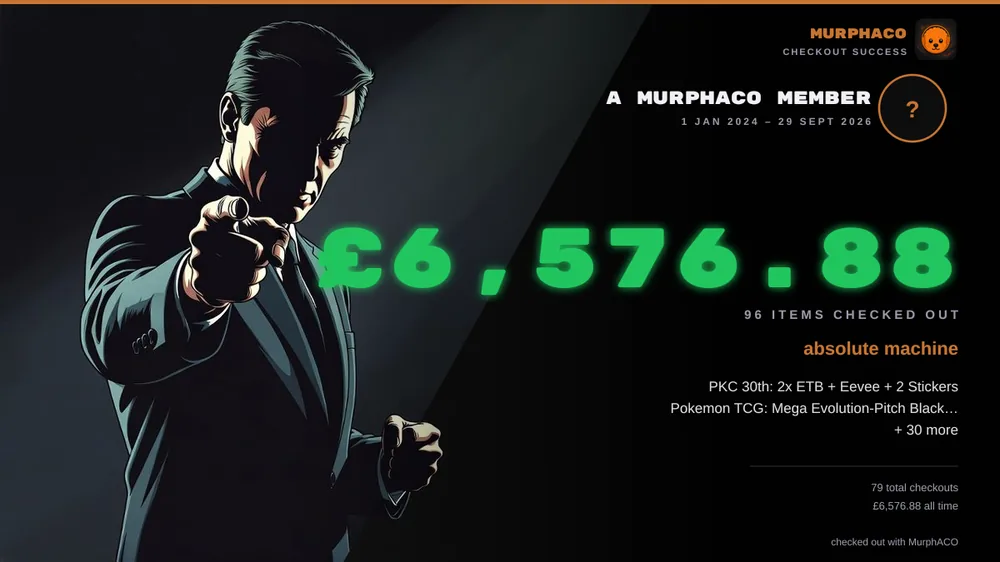 MURPHACO
CHECKOUT SUCCESS
A MURPHACO MEMBER
1 JAN 2024 – 29 SEPT 2026
?
£6,576.88
96 ITEMS CHECKED OUT
absolute machine
PKC 30th: 2x ETB + Eevee + 2 Stickers
Pokemon TCG: Mega Evolution-Pitch Black…
+ 30 more
79 total checkouts
£6,576.88 all time
checked out with MurphACO